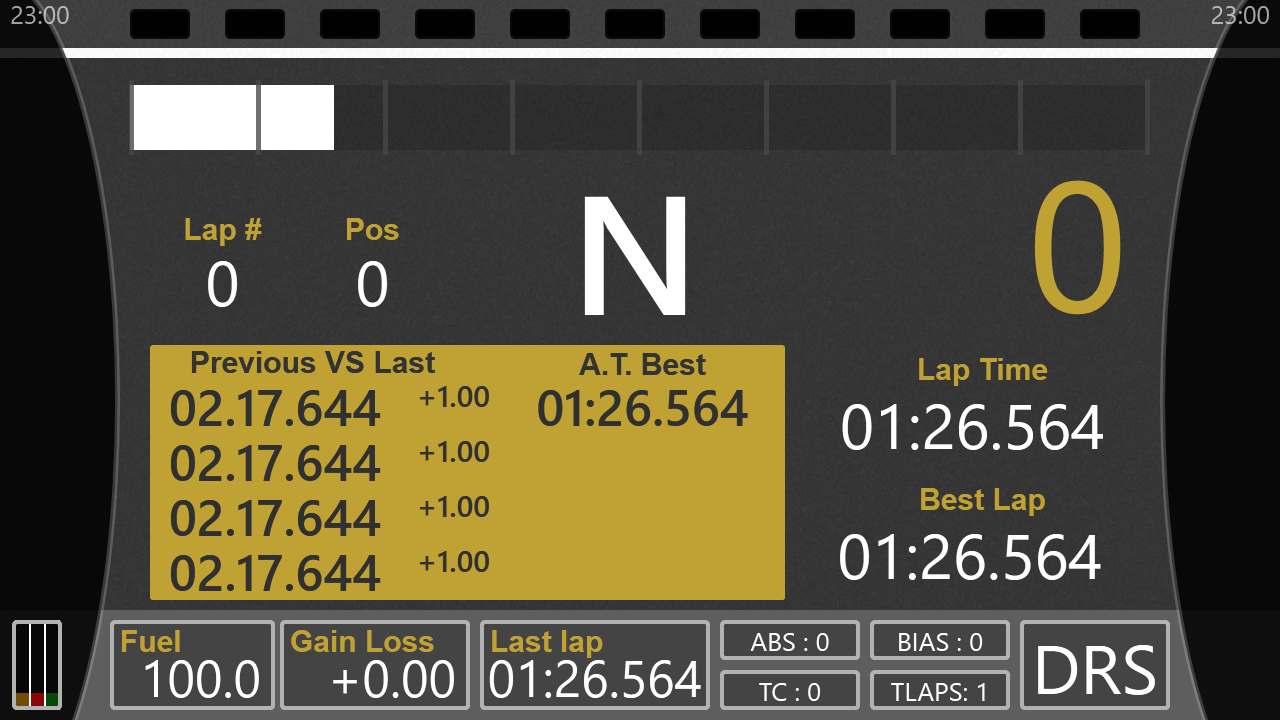 23:00
23:00
Lap #
0
Pos
0
N
0
Previous VS Last
02.17.644 +1.00
02.17.644 +1.00
02.17.644 +1.00
02.17.644 +1.00
A.T. Best
01:26.564
Lap Time
01:26.564
Best Lap
01:26.564
Fuel
100.0
Gain Loss
+0.00
Last lap
01:26.564
ABS : 0
TC : 0
BIAS : 0
TLAPS: 1
DRS